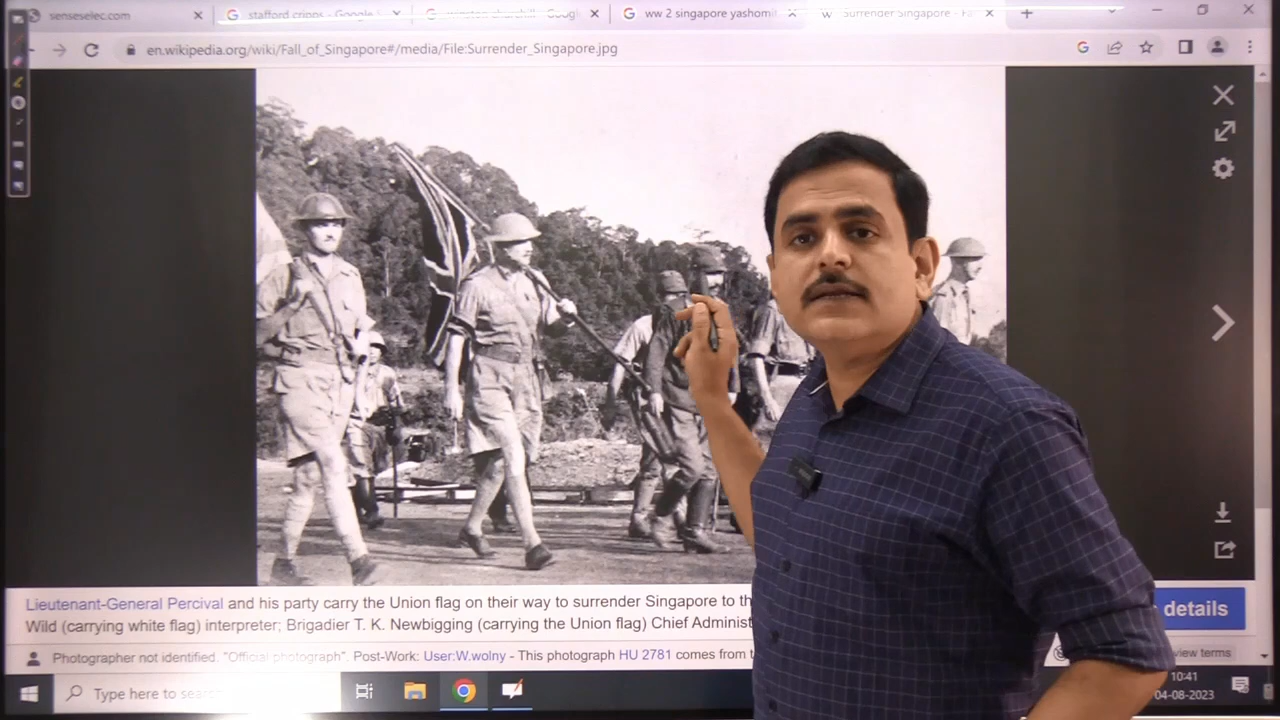 senseselec.com
stafford cripps - Google
ww 2 singapore yashomit
Surrender Singapore - Fa
en.wikipedia.org/wiki/Fall_of_Singapore#/media/File:Surrender_Singapore.jpg
Lieutenant-General Percival and his party carry the Union flag on their way to surrender Singapore to th
Wild (carrying white flag) interpreter; Brigadier T. K. Newbigging (carrying the Union flag) Chief Administ
details
Photographer not identified. "Official photograph". Post-Work: User:W.wolny - This photograph HU 2781 comes from t
view terms
Type here to sear
10:41
04-08-2023